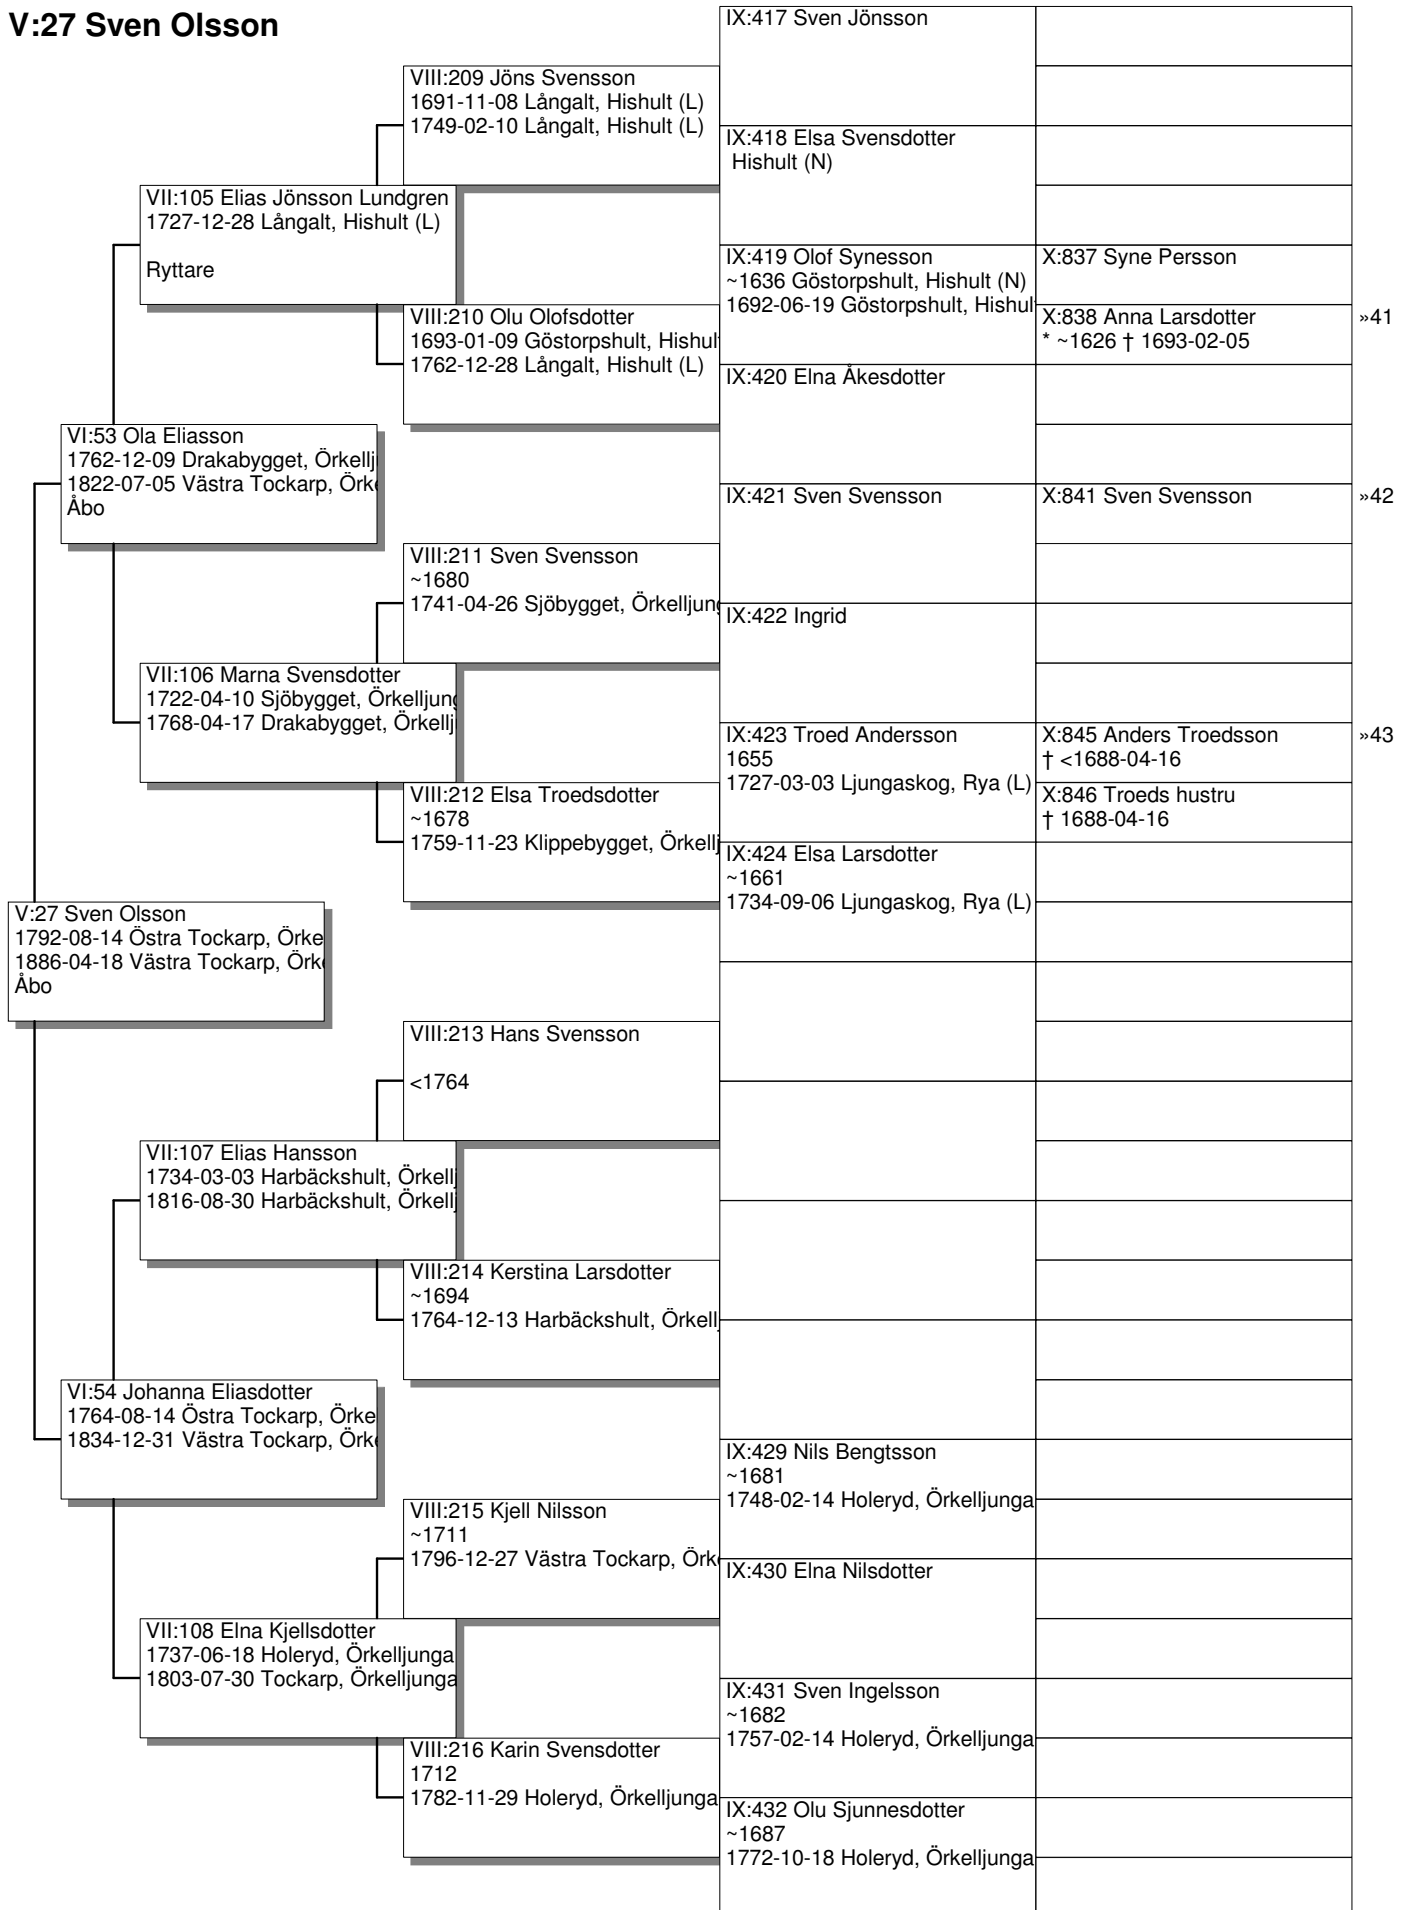 V:27 Sven Olsson
V:27 Sven Olsson
1792-08-14 Östra Tockarp, Örke
1886-04-18 Västra Tockarp, Örk
Åbo
VI:53 Ola Eliasson
1762-12-09 Drakabygget, Örkellj
1822-07-05 Västra Tockarp, Örk
Åbo
VI:54 Johanna Eliasdotter
1764-08-14 Östra Tockarp, Örke
1834-12-31 Västra Tockarp, Örk
VII:105 Elias Jönsson Lundgren
1727-12-28 Långalt, Hishult (L)
Ryttare
VII:106 Marna Svensdotter
1722-04-10 Sjöbygget, Örkelljung
1768-04-17 Drakabygget, Örkellj
VII:107 Elias Hansson
1734-03-03 Harbäckshult, Örkellj
1816-08-30 Harbäckshult, Örkellj
VII:108 Elna Kjellsdotter
1737-06-18 Holeryd, Örkelljunga
1803-07-30 Tockarp, Örkelljunga
VIII:209 Jöns Svensson
1691-11-08 Långalt, Hishult (L)
1749-02-10 Långalt, Hishult (L)
VIII:210 Olu Olofsdotter
1693-01-09 Göstorpshult, Hishul
1762-12-28 Långalt, Hishult (L)
VIII:211 Sven Svensson
~1680
1741-04-26 Sjöbygget, Örkelljung
VIII:212 Elsa Troedsdotter
~1678
1759-11-23 Klippebygget, Örkellj
VIII:213 Hans Svensson
<1764
VIII:214 Kerstina Larsdotter
~1694
1764-12-13 Harbäckshult, Örkell
VIII:215 Kjell Nilsson
~1711
1796-12-27 Västra Tockarp, Örk
VIII:216 Karin Svensdotter
1712
1782-11-29 Holeryd, Örkelljunga
IX:417 Sven Jönsson
IX:418 Elsa Svensdotter
Hishult (N)
IX:419 Olof Synesson
~1636 Göstorpshult, Hishult (N)
1692-06-19 Göstorpshult, Hishul
IX:420 Elna Åkesdotter
IX:421 Sven Svensson
IX:422 Ingrid
IX:423 Troed Andersson
1655
1727-03-03 Ljungaskog, Rya (L)
IX:424 Elsa Larsdotter
~1661
1734-09-06 Ljungaskog, Rya (L)
IX:429 Nils Bengtsson
~1681
1748-02-14 Holeryd, Örkelljunga
IX:430 Elna Nilsdotter
IX:431 Sven Ingelsson
~1682
1757-02-14 Holeryd, Örkelljunga
IX:432 Olu Sjunnesdotter
~1687
1772-10-18 Holeryd, Örkelljunga
X:837 Syne Persson
X:838 Anna Larsdotter
* ~1626 † 1693-02-05
»41
X:841 Sven Svensson
»42
X:845 Anders Troedsson
† <1688-04-16
»43
X:846 Troeds hustru
† 1688-04-16